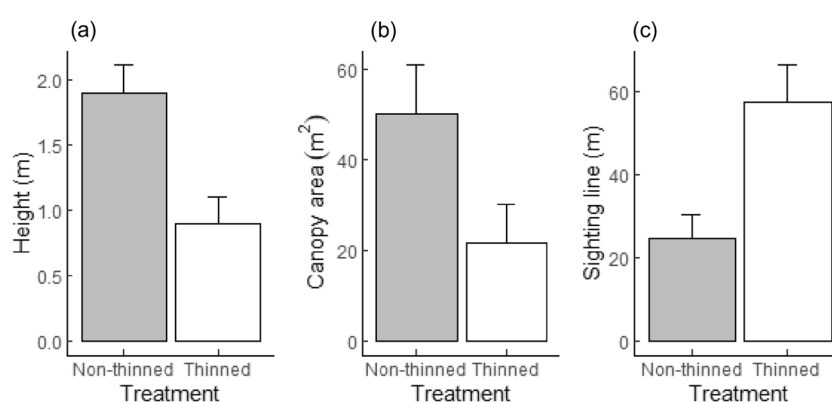 (a)
Height (m)
2.0
1.5
1.0
0.5
0.0
Non-thinned Thinned
Treatment
(b)
Canopy area (m²)
60
40
20
0
Non-thinned Thinned
Treatment
(c)
Sighting line (m)
60
40
20
0
Non-thinned Thinned
Treatment